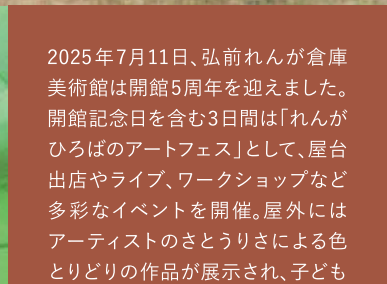 2025年7月11日、弘前れんが倉庫
美術館は開館5周年を迎えました。
開館記念日を含む3日間は「れんが
ひろばのアートフェス」として、屋台
出店やライブ、ワークショップなど
多彩なイベントを開催。屋外には
アーティストのさとうりさによる色
とりどりの作品が展示され、子ども